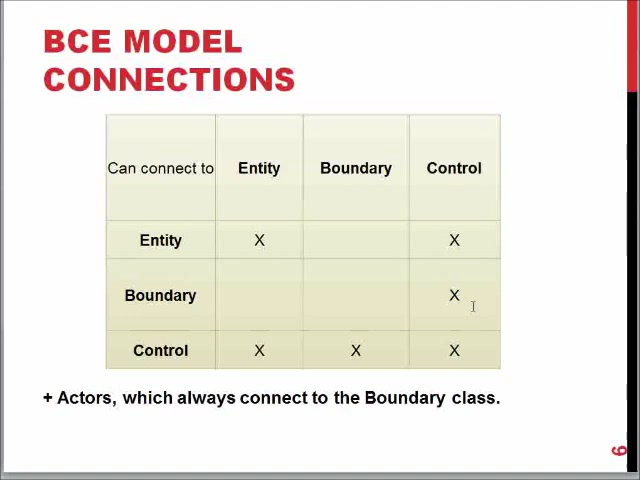 BCE MODEL
CONNECTIONS
Can connect to Entity Boundary Control
Entity X X
Boundary X
Control X X X
+ Actors, which always connect to the Boundary class.
6